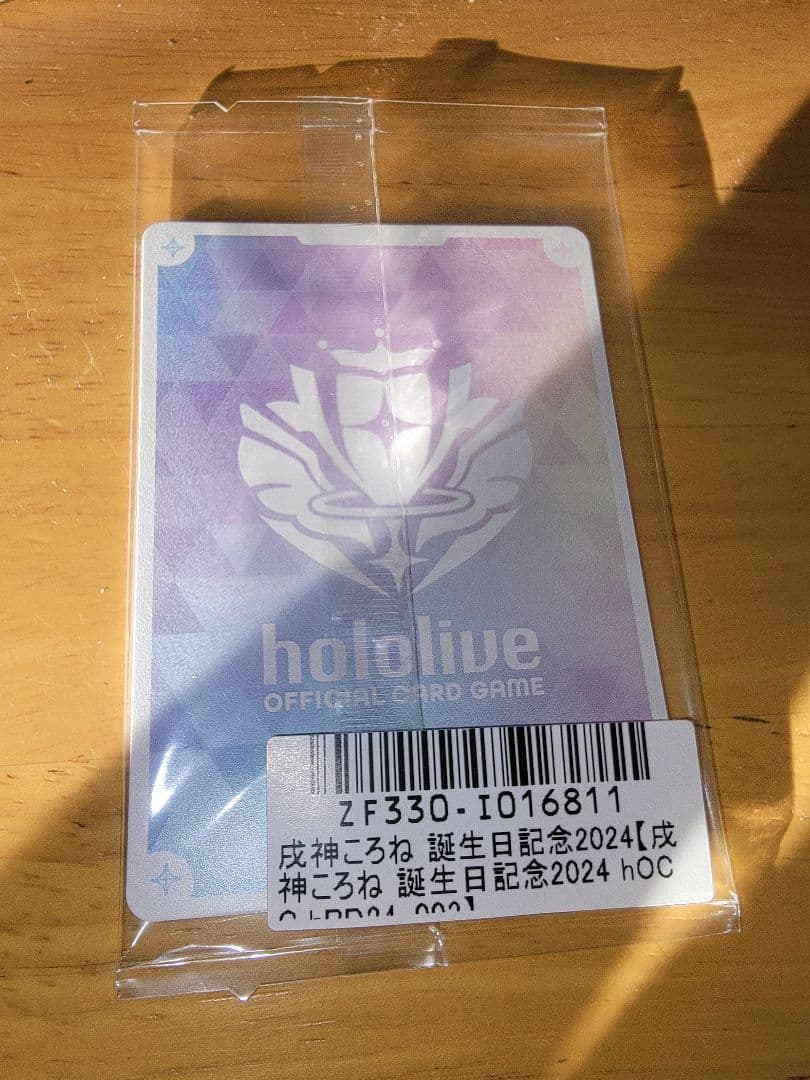 hololive
OFFICIAL CARD GAME
ZF330-I016811
戌神ころね 誕生日記念2024【戌
神ころね 誕生日記念2024 hOC